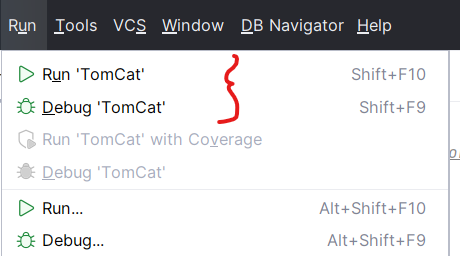 Run Tools VCS Window DB Navigator Help
Run 'TomCat' Shift+F10
Debug 'TomCat' Shift+F9
Run 'TomCat' with Coverage
Debug 'TomCat'
Run... Alt+Shift+F10
Debug... Alt+Shift+F9